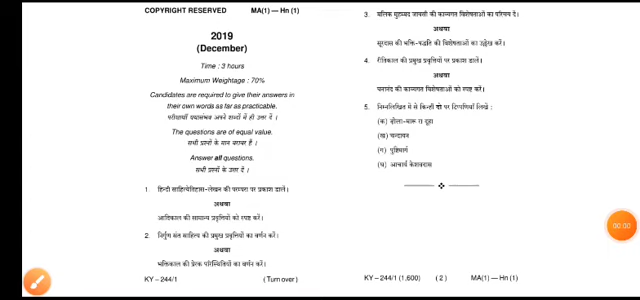 COPYRIGHT RESERVED MA(1) — Hn (1)
2019
(December)
Time : 3 hours
Maximum Weightage : 70%
Candidates are required to give their answers in
their own words as far as practicable.
परीक्षार्थी यथासंभव अपने शब्दों में ही उत्तर दें ।
The questions are of equal value.
सभी प्रश्नों के मान बराबर हैं ।
Answer all questions.
सभी प्रश्नों के उत्तर दें ।
1. हिन्दी साहित्येतिहास-लेखन की परम्परा पर प्रकाश डालें।
अथवा
आदिकाल की सामान्य प्रवृत्तियों को स्पष्ट करें।
2. निर्गुण संत साहित्य की प्रमुख प्रवृत्तियों का वर्णन करें।
अथवा
भक्तिकाल की प्रेरक परिस्थितियों का वर्णन करें।
KY – 244/1 (Turn over)
3. मलिक मुहम्मद जायसी की काव्यगत विशेषताओं का परिचय दें।
अथवा
सूरदास की भक्ति-पद्धति की विशेषताओं का उल्लेख करें।
4. रीतिकाल की प्रमुख प्रवृत्तियों पर प्रकाश डालें।
अथवा
घनानंद की काव्यगत विशेषताओं को स्पष्ट करें।
5. निम्नलिखित में से किन्हीं दो पर टिप्पणियाँ लिखें :
(क) ढोला-मारू रा दूहा
(ख) चन्दायन
(ग) पुष्टिमार्ग
(घ) आचार्य केशवदास
KY – 244/1 (1,600) ( 2 ) MA(1) — Hn (1)
00:00